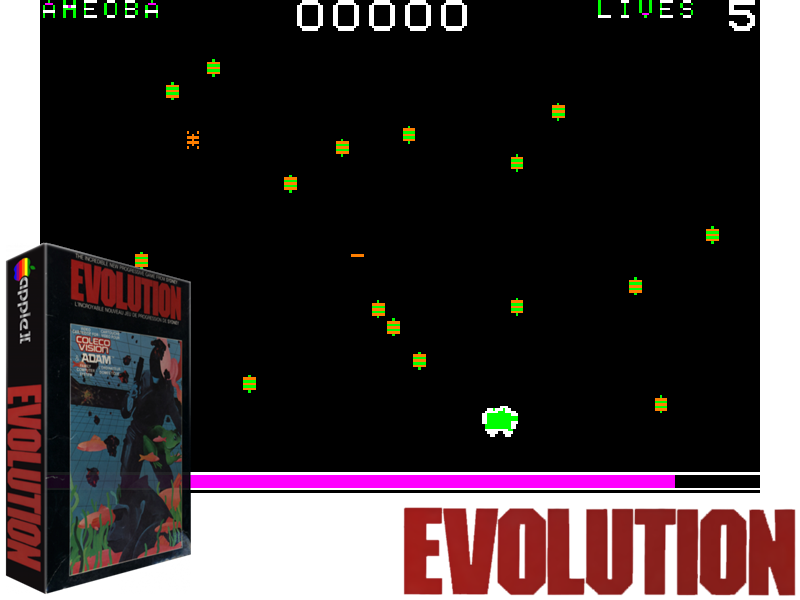 AMEOBA
00000
LIVES 5
THE INCREDIBLE NEW PROGRESSIVE GAME FROM SYDNEY
EVOLUTION
L'INCROYABLE NOUVEAU JEU DE PROGRESSION DE SYDNEY
COLECO
VISION
ADAM
apple II
EVOLUTION
EVOLUTION